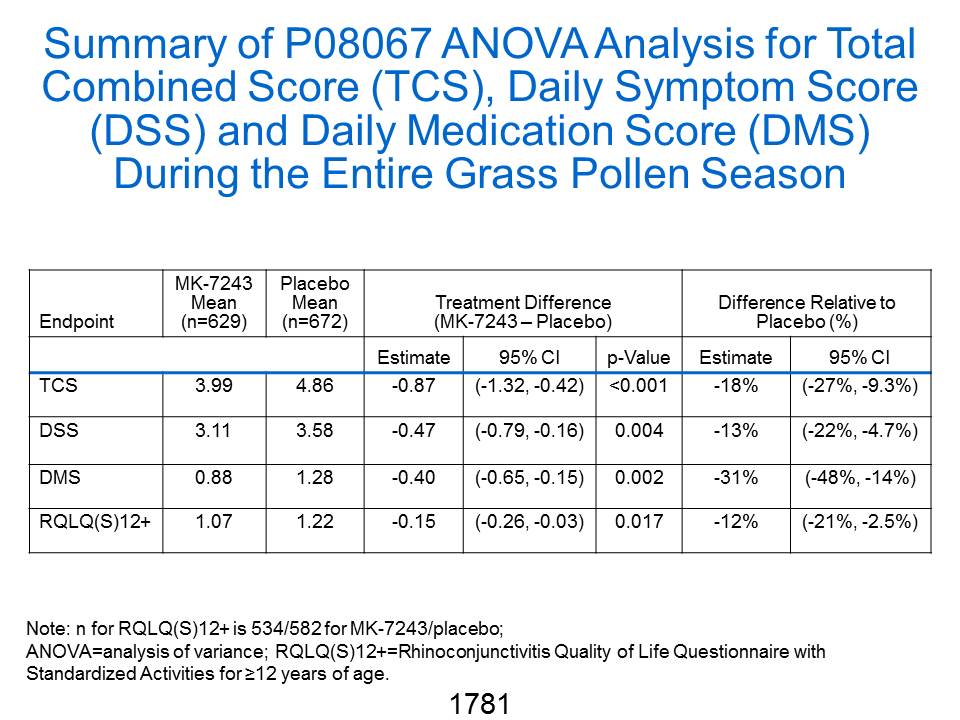 Summary of P08067 ANOVA Analysis for Total
Combined Score (TCS), Daily Symptom Score
(DSS) and Daily Medication Score (DMS)
During the Entire Grass Pollen Season
Endpoint MK-7243 Mean (n=629) Placebo Mean (n=672) Treatment Difference (MK-7243 – Placebo) Difference Relative to Placebo (%)
Estimate 95% CI p-Value Estimate 95% CI
TCS 3.99 4.86 -0.87 (-1.32, -0.42) <0.001 -18% (-27%, -9.3%)
DSS 3.11 3.58 -0.47 (-0.79, -0.16) 0.004 -13% (-22%, -4.7%)
DMS 0.88 1.28 -0.40 (-0.65, -0.15) 0.002 -31% (-48%, -14%)
RQLQ(S)12+ 1.07 1.22 -0.15 (-0.26, -0.03) 0.017 -12% (-21%, -2.5%)
Note: n for RQLQ(S)12+ is 534/582 for MK-7243/placebo;
ANOVA=analysis of variance; RQLQ(S)12+=Rhinoconjunctivitis Quality of Life Questionnaire with
Standardized Activities for ≥12 years of age.
1781